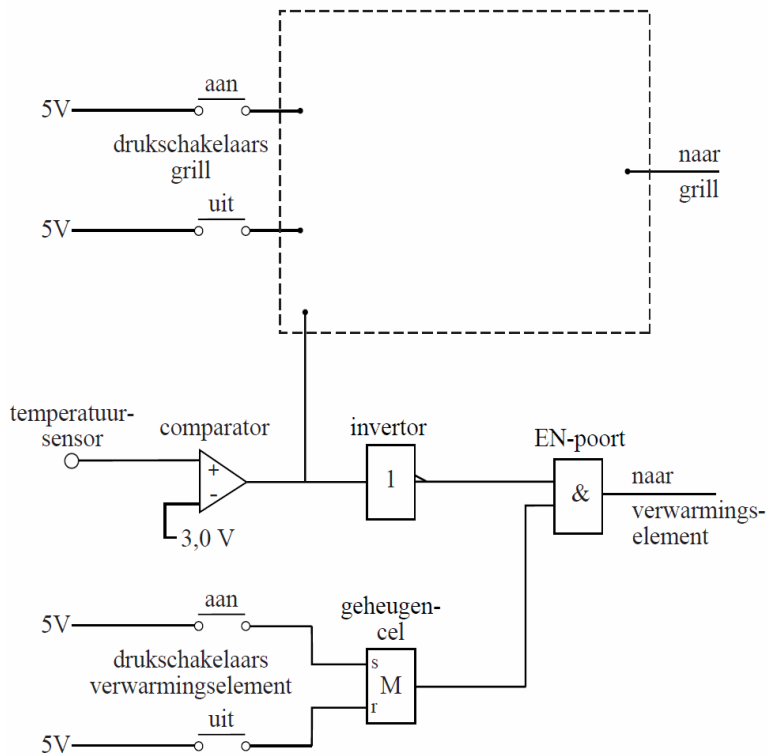 aan
5V
drukschakelaars
grill
naar
grill
uit
5V
temperatuur-
sensor
comparator
invertor
EN-poort
+
-
1
&
naar
verwarmings-
element
3,0 V
aan
geheugen-
cel
5V
s
drukschakelaars
verwarmingselement
M
r
uit
5V